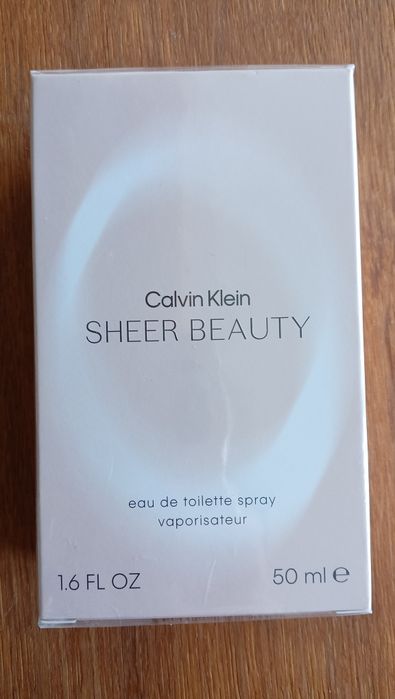 Calvin Klein
SHEER BEAUTY
eau de toilette spray
vaporisateur
1.6 FL OZ 50 ml ℮